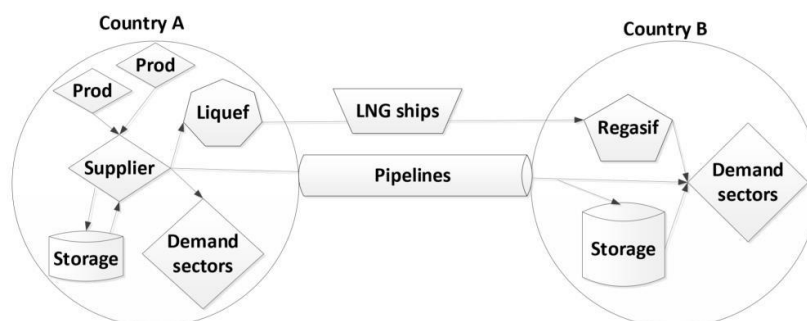 Country A
Country B
Prod
Prod
Liquef
LNG ships
Regasif
Supplier
Pipelines
Demand
sectors
Storage
Demand
sectors
Storage